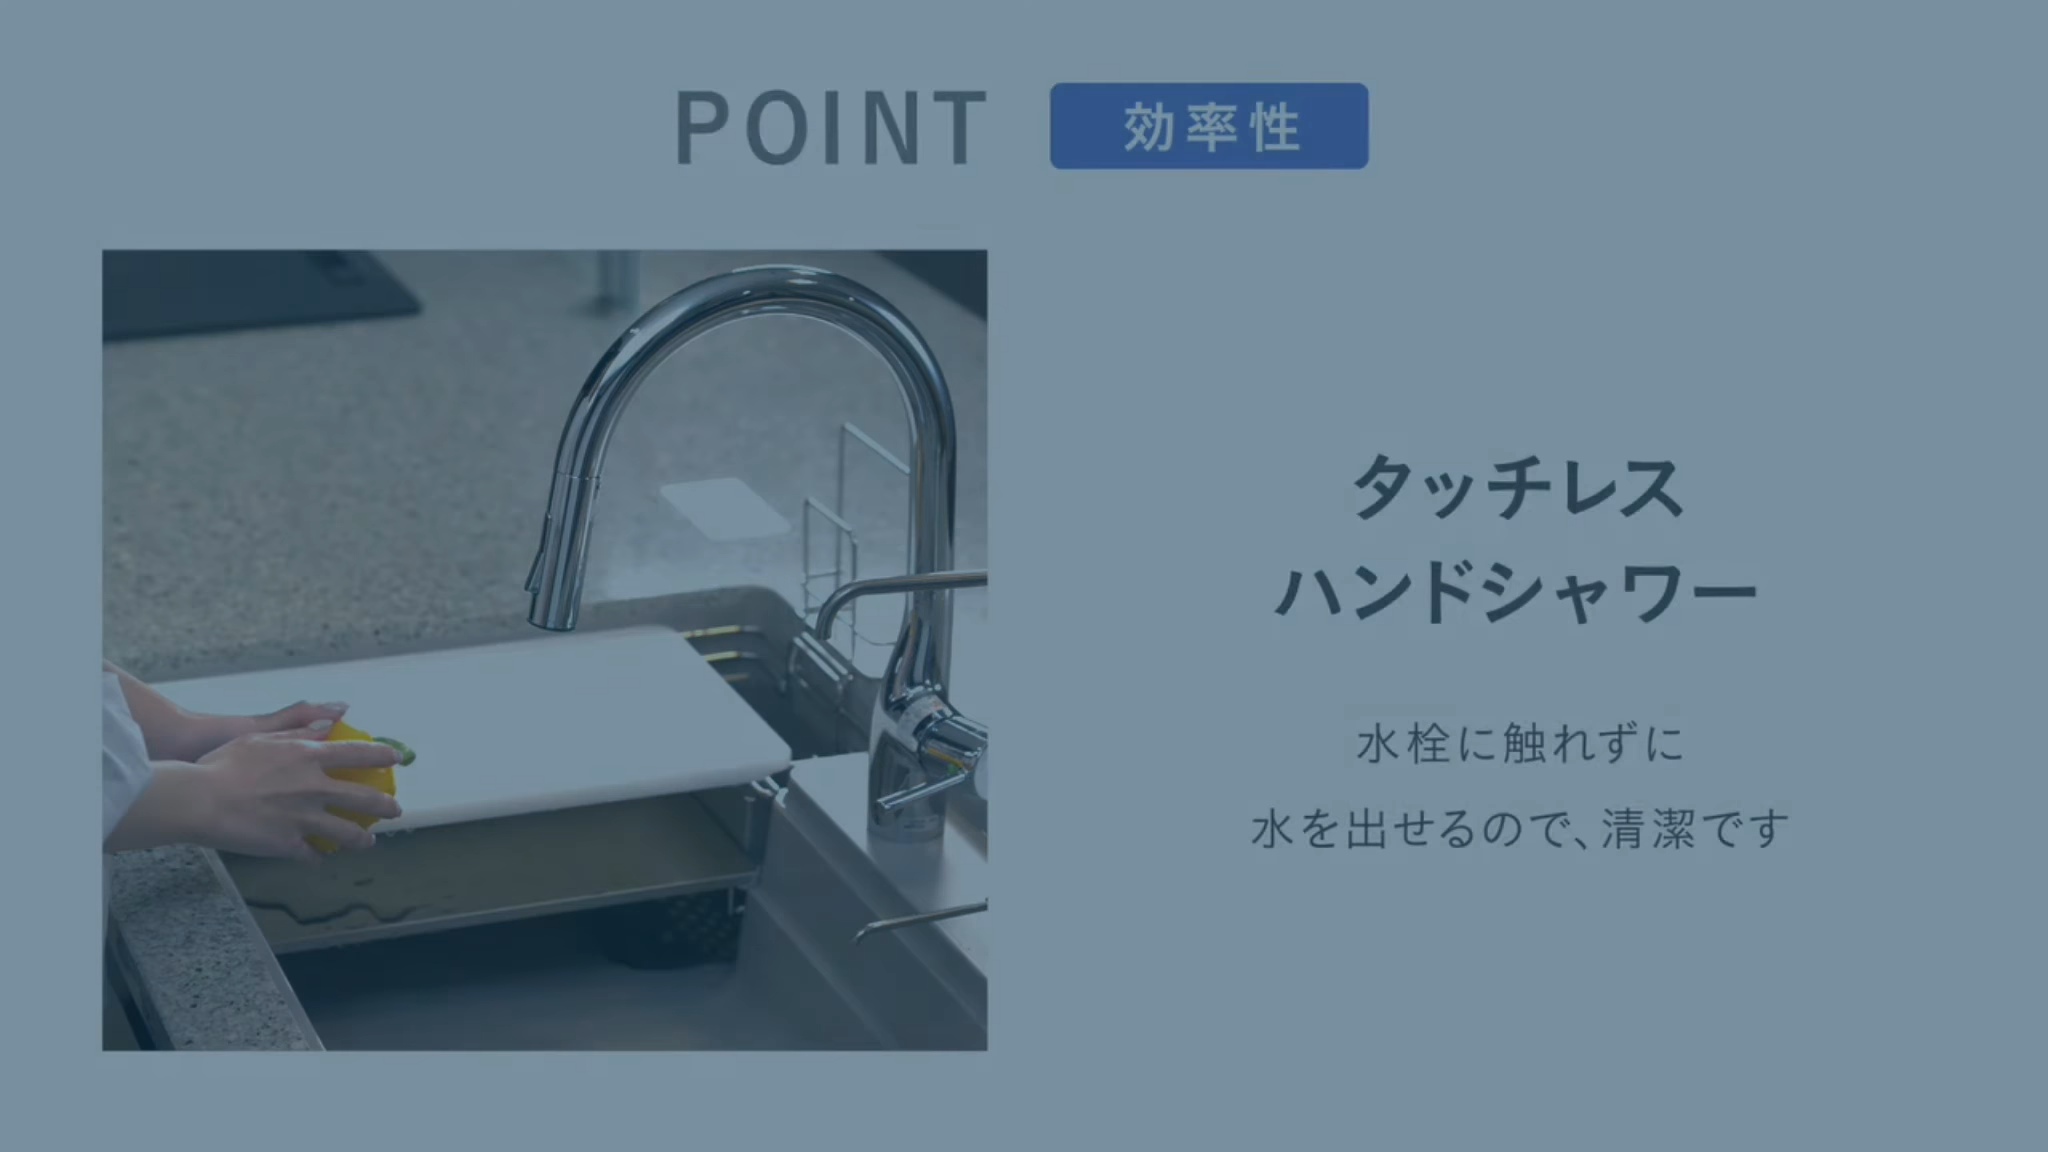 POINT 効率性
タッチレス
ハンドシャワー
水栓に触れずに
水を出せるので、清潔です